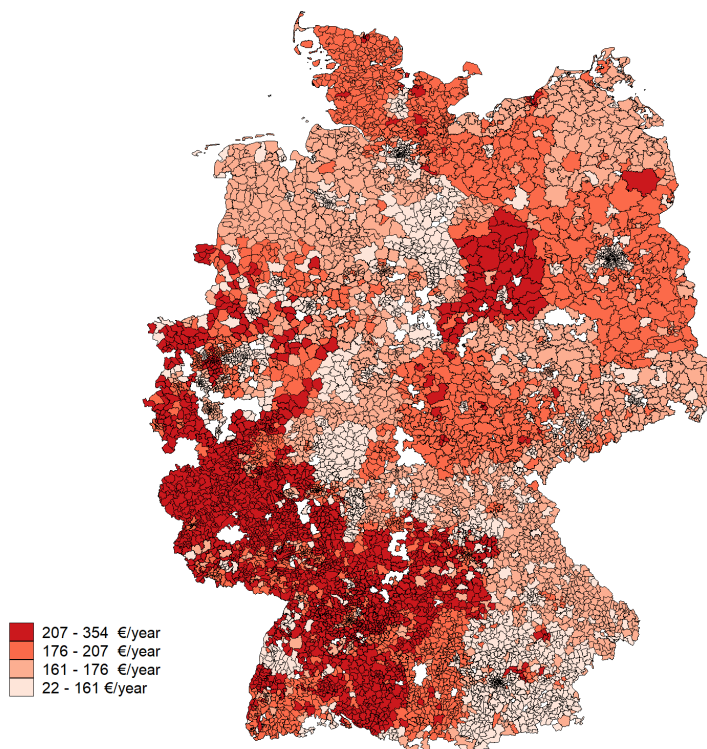 207 - 354 €/year
176 - 207 €/year
161 - 176 €/year
22 - 161 €/year